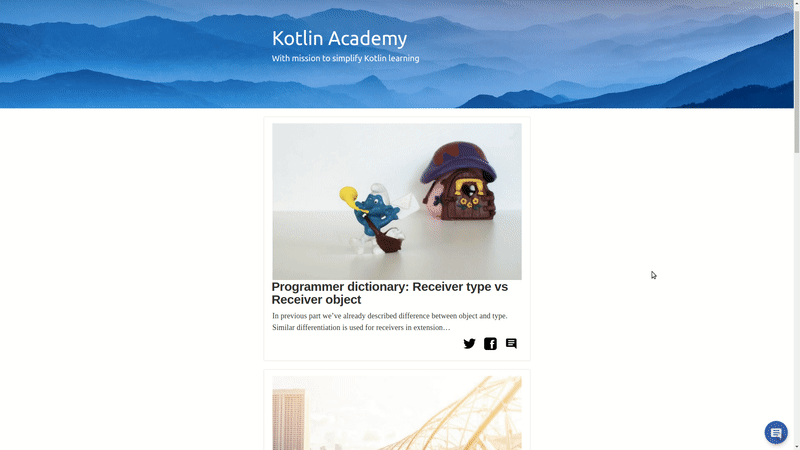 Kotlin Academy
With mission to simplify Kotlin learning
Programmer dictionary: Receiver type vs
Receiver object
In previous part we've already described difference between object and type.
Similar differentiation is used for receivers in extension…